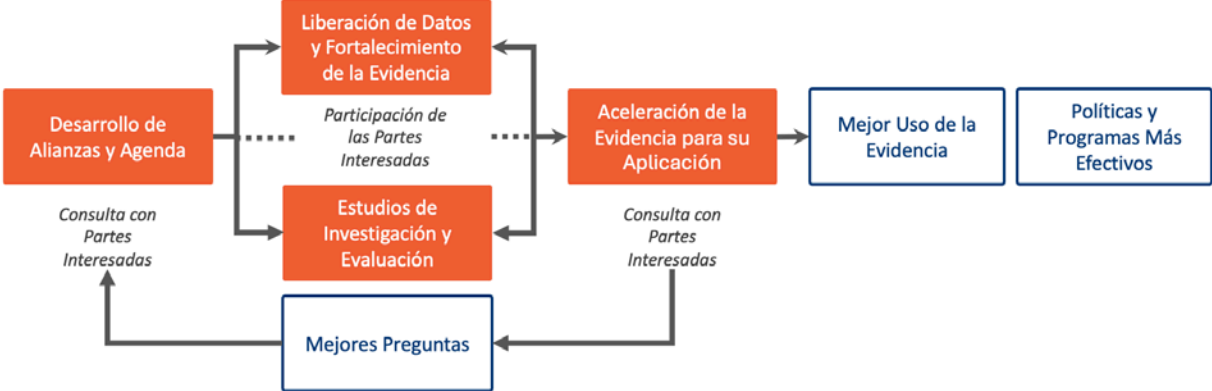 Desarrollo de
Alianzas y Agenda
Liberación de Datos
y Fortalecimiento
de la Evidencia
Participación de
las Partes
Interesadas
Estudios de
Investigación y
Evaluación
Aceleración de la
Evidencia para su
Aplicación
Mejor Uso de la
Evidencia
Políticas y
Programas Más
Efectivos
Consulta con
Partes
Interesadas
Consulta con
Partes
Interesadas
Mejores Preguntas